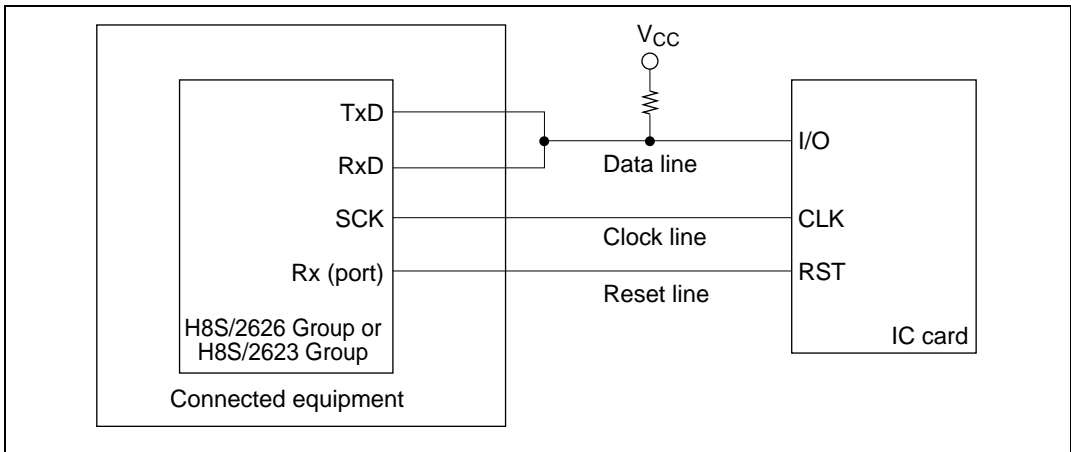 VCC
TxD
RxD
SCK
Rx (port)
H8S/2626 Group or
H8S/2623 Group
Connected equipment
Data line
Clock line
Reset line
I/O
CLK
RST
IC card